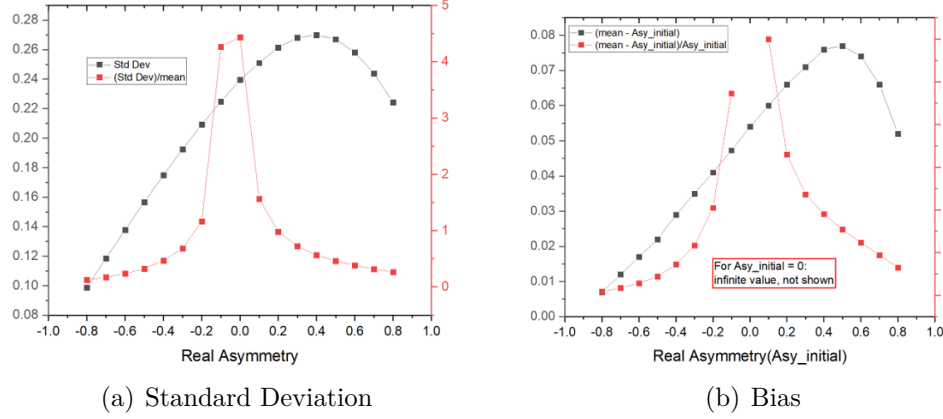 0.28
0.26
0.24
0.22
0.20
0.18
0.16
0.14
0.12
0.10
0.08
Std Dev
(Std Dev)/mean
5
4
3
2
1
0
-1.0 -0.8 -0.6 -0.4 -0.2 0.0 0.2 0.4 0.6 0.8 1.0
Real Asymmetry
(a) Standard Deviation
0.08
0.07
0.06
0.05
0.04
0.03
0.02
0.01
0.00
(mean - Asy_initial)
(mean - Asy_initial)/Asy_initial
For Asy_initial = 0:
infinite value, not shown
-1.0 -0.8 -0.6 -0.4 -0.2 0.0 0.2 0.4 0.6 0.8 1.0
Real Asymmetry(Asy_initial)
(b) Bias